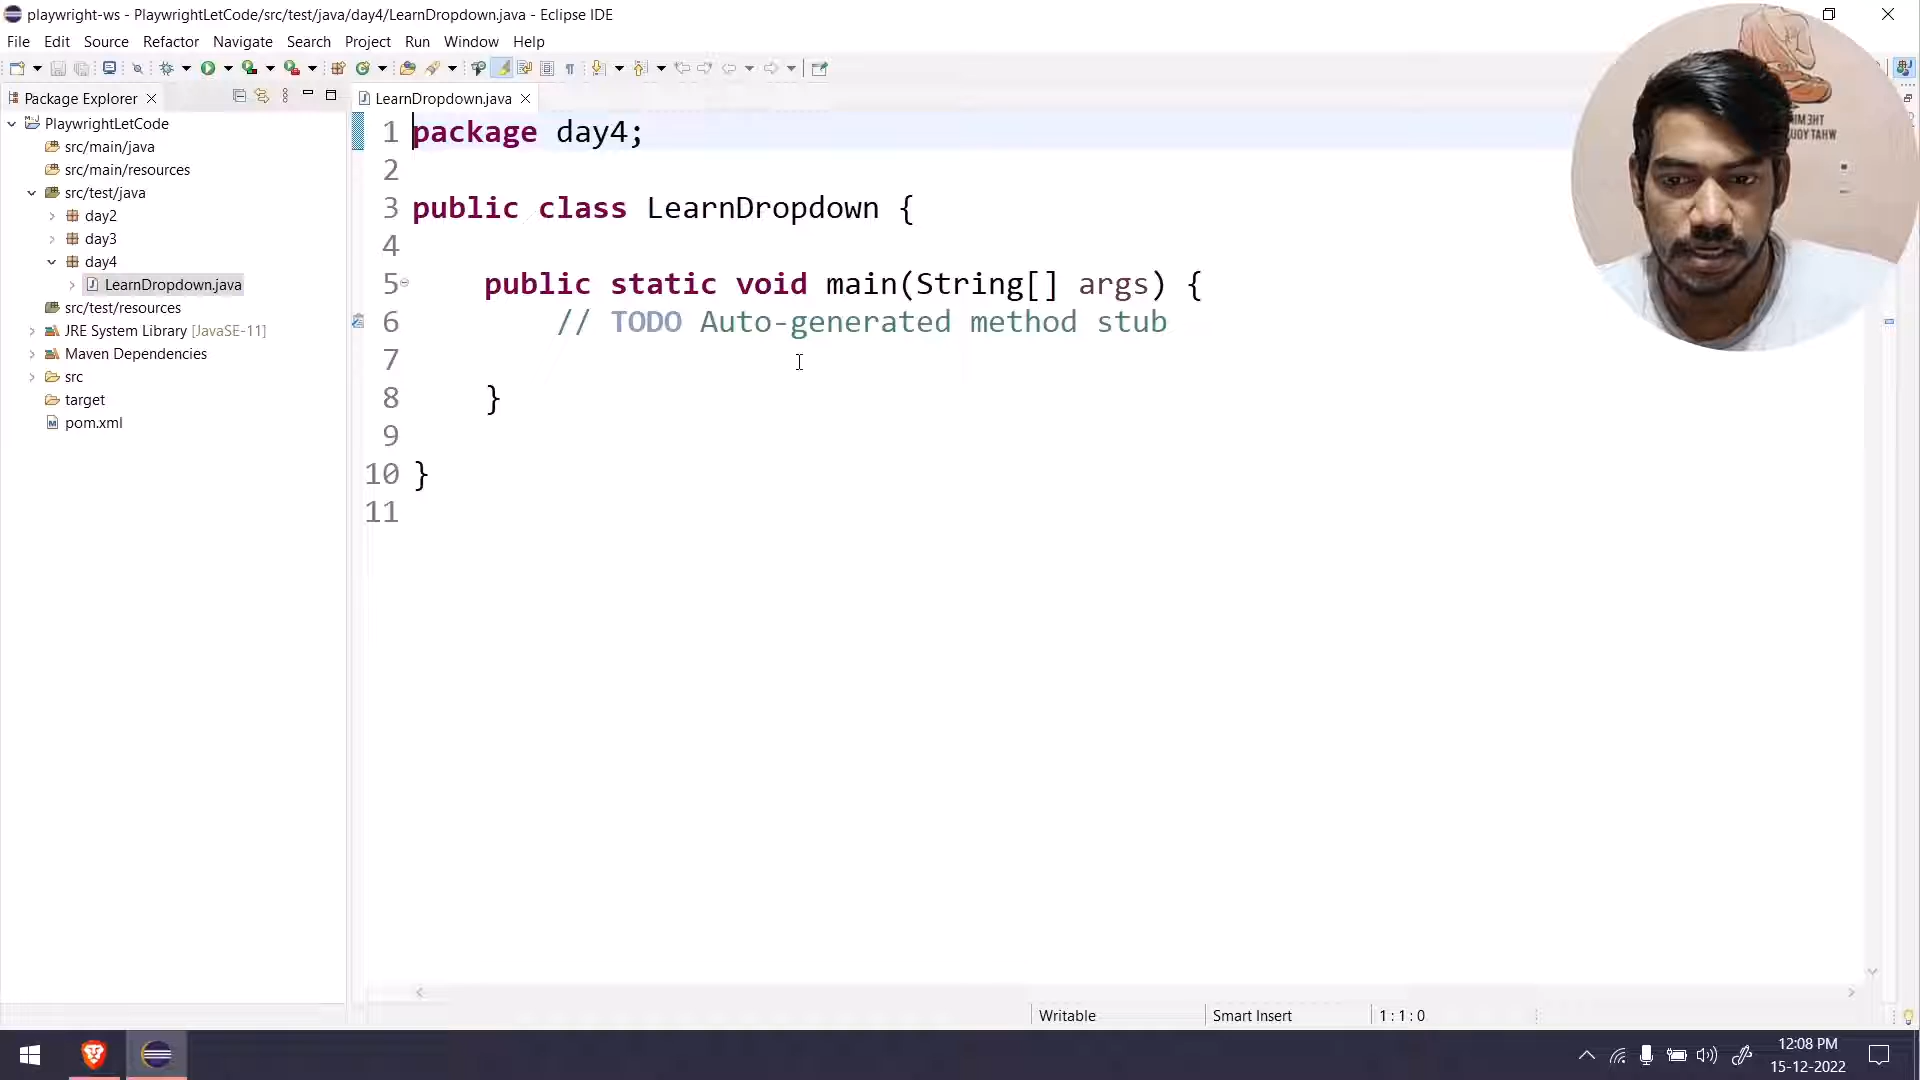 playwright-ws - PlaywrightLetCode/src/test/java/day4/LearnDropdown.java - Eclipse IDE
File Edit Source Refactor Navigate Search Project Run Window Help
Package Explorer
LearnDropdown.java
PlaywrightLetCode
src/main/java
src/main/resources
src/test/java
day2
day3
day4
LearnDropdown.java
src/test/resources
JRE System Library [JavaSE-11]
Maven Dependencies
src
target
pom.xml
1 package day4;
2
3 public class LearnDropdown {
4
5 public static void main(String[] args) {
6 // TODO Auto-generated method stub
7
8 }
9
10 }
11
Writable Smart Insert 1 : 1 : 0
12:08 PM
15-12-2022